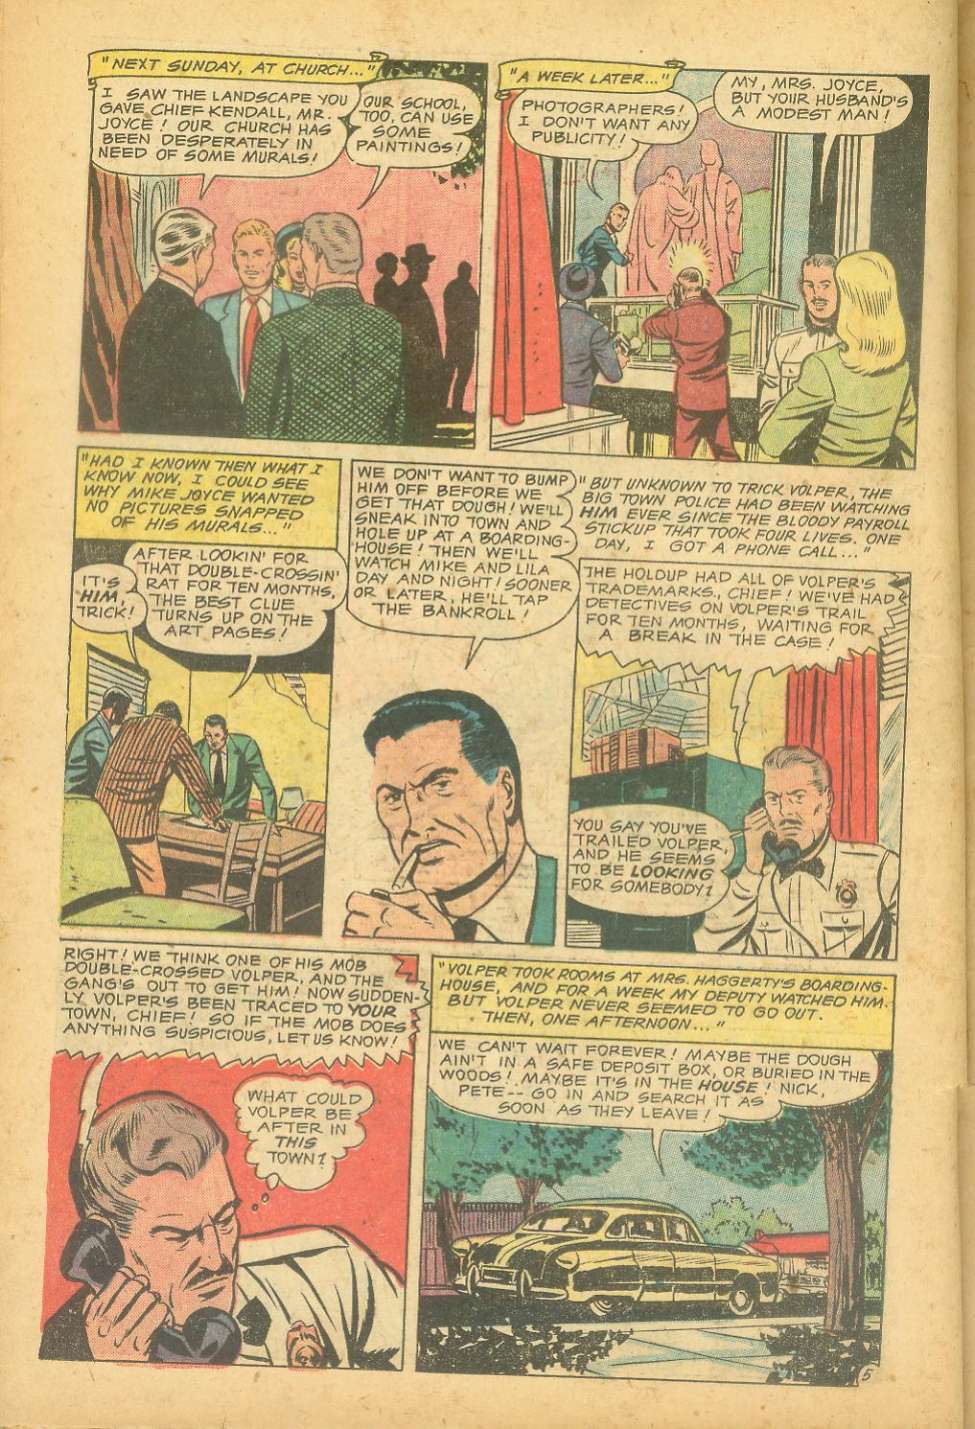 "NEXT SUNDAY, AT CHURCH..."
I SAW THE LANDSCAPE YOU
GAVE CHIEF KENDALL, MR.
JOYCE! OUR CHURCH HAS
BEEN DESPERATELY IN
NEED OF SOME MURALS!
OUR SCHOOL,
TOO, CAN USE
SOME
PAINTINGS!
"A WEEK LATER..."
PHOTOGRAPHERS!
I DON'T WANT ANY
PUBLICITY!
MY, MRS. JOYCE,
BUT YOUR HUSBAND'S
A MODEST MAN!
"HAD I KNOWN THEN WHAT I
KNOW NOW, I COULD SEE
WHY MIKE JOYCE WANTED
NO PICTURES SNAPPED
OF HIS MURALS..."
IT'S
HIM,
TRICK!
AFTER LOOKIN' FOR
THAT DOUBLE-CROSSIN'
RAT FOR TEN MONTHS,
THE BEST CLUE
TURNS UP ON THE
ART PAGES!
WE DON'T WANT TO BUMP
HIM OFF BEFORE WE
GET THAT DOUGH! WE'LL
SNEAK INTO TOWN AND
HOLE UP AT A BOARDING-
HOUSE! THEN WE'LL
WATCH MIKE AND LILA
DAY AND NIGHT! SOONER
OR LATER, HE'LL TAP
THE BANKROLL!
"BUT UNKNOWN TO TRICK VOLPER, THE
BIG TOWN POLICE HAD BEEN WATCHING
HIM EVER SINCE THE BLOODY PAYROLL
STICKUP THAT TOOK FOUR LIVES. ONE
DAY, I GOT A PHONE CALL..."
THE HOLDUP HAD ALL OF VOLPER'S
TRADEMARKS, CHIEF! WE'VE HAD
DETECTIVES ON VOLPER'S TRAIL
FOR TEN MONTHS, WAITING FOR
A BREAK IN THE CASE!
YOU SAY YOU'VE
TRAILED VOLPER,
AND HE SEEMS
TO BE LOOKING
FOR SOMEBODY?
RIGHT! WE THINK ONE OF HIS MOB
DOUBLE-CROSSED VOLPER, AND THE
GANG'S OUT TO GET HIM! NOW SUDDEN-
LY, VOLPER'S BEEN TRACED TO YOUR
TOWN, CHIEF! SO IF THE MOB DOES
ANYTHING SUSPICIOUS, LET US KNOW!
WHAT COULD
VOLPER BE
AFTER IN
THIS
TOWN?
"VOLPER TOOK ROOMS AT MRS. HAGGERTY'S BOARDING-
HOUSE, AND FOR A WEEK MY DEPUTY WATCHED HIM.
BUT VOLPER NEVER SEEMED TO GO OUT.
THEN, ONE AFTERNOON..."
WE CAN'T WAIT FOREVER! MAYBE THE DOUGH
AIN'T IN A SAFE DEPOSIT BOX, OR BURIED IN THE
WOODS! MAYBE IT'S IN THE HOUSE! NICK,
PETE-- GO IN AND SEARCH IT AS
SOON AS THEY LEAVE!
5